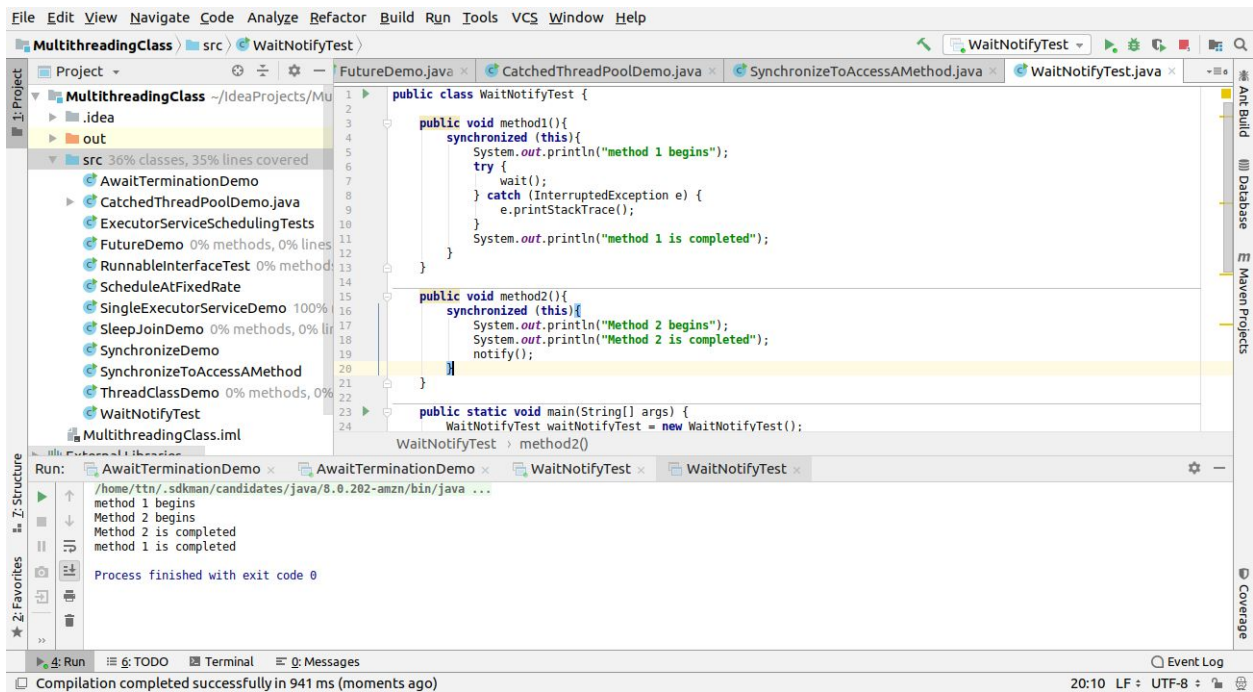 File Edit View Navigate Code Analyze Refactor Build Run Tools VCS Window Help
MultithreadingClass src WaitNotifyTest
WaitNotifyTest
Project
FutureDemo.java
CatchedThreadPoolDemo.java
SynchronizeToAccessAMethod.java
WaitNotifyTest.java
1: Project
MultithreadingClass ~/IdeaProjects/Mu
.idea
out
src 36% classes, 35% lines covered
AwaitTerminationDemo
CatchedThreadPoolDemo.java
ExecutorServiceSchedulingTests
FutureDemo 0% methods, 0% lines
RunnableInterfaceTest 0% method
ScheduleAtFixedRate
SingleExecutorServiceDemo 100%
SleepJoinDemo 0% methods, 0% li
SynchronizeDemo
SynchronizeToAccessAMethod
ThreadClassDemo 0% methods, 0%
WaitNotifyTest
MultithreadingClass.iml
External Libraries
1 public class WaitNotifyTest {
2
3 public void method1(){
4 synchronized (this){
5 System.out.println("method 1 begins");
6 try {
7 wait();
8 } catch (InterruptedException e) {
9 e.printStackTrace();
10 }
11 System.out.println("method 1 is completed");
12 }
13 }
14
15 public void method2(){
16 synchronized (this){
17 System.out.println("Method 2 begins");
18 System.out.println("Method 2 is completed");
19 notify();
20 }
21 }
22
23 public static void main(String[] args) {
24 WaitNotifyTest waitNotifyTest = new WaitNotifyTest();
WaitNotifyTest › method2()
Ant Build
Database
m Maven Projects
Coverage
7: Structure
2: Favorites
Run: AwaitTerminationDemo AwaitTerminationDemo WaitNotifyTest WaitNotifyTest
/home/ttn/.sdkman/candidates/java/8.0.202-amzn/bin/java ...
method 1 begins
Method 2 begins
Method 2 is completed
method 1 is completed
Process finished with exit code 0
4: Run 6: TODO Terminal 0: Messages Event Log
Compilation completed successfully in 941 ms (moments ago) 20:10 LF UTF-8